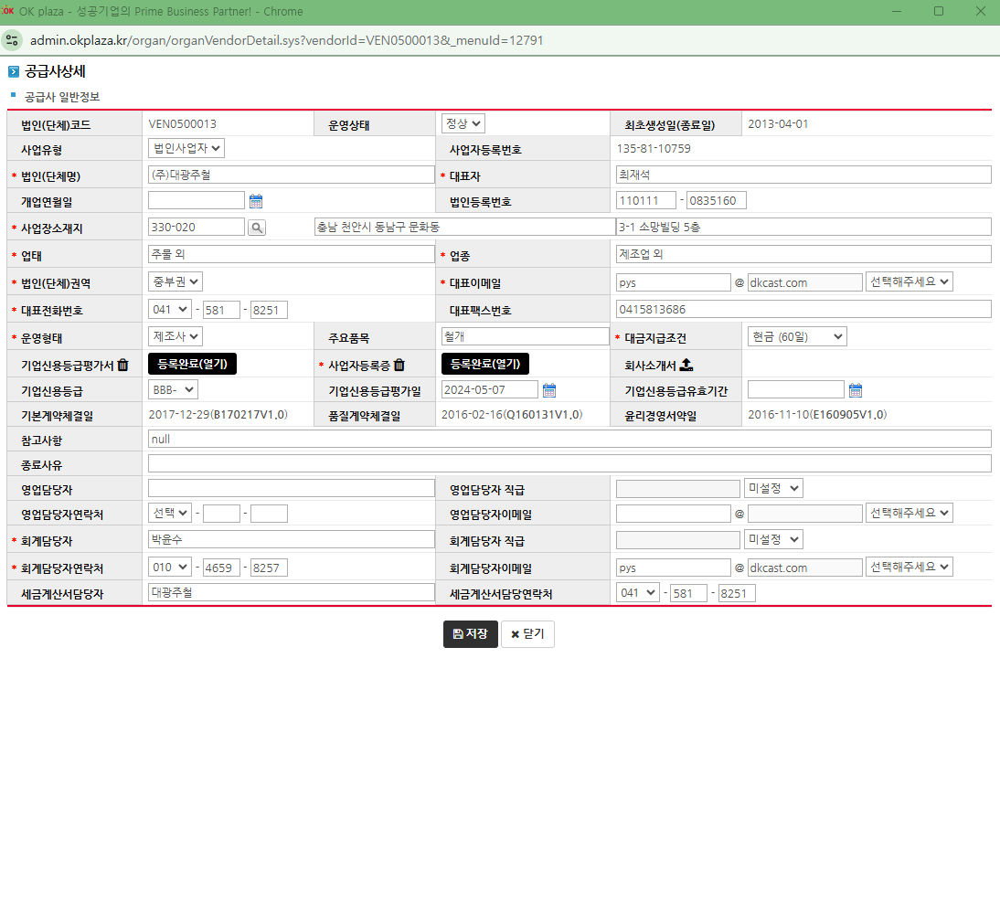 OK plaza - 성공기업의 Prime Business Partner! - Chrome
admin.okplaza.kr/organ/organVendorDetail.sys?vendorId=VEN0500013&_menuId=12791
공급사상세
공급사 일반정보
법인(단체)코드 VEN0500013 운영상태 정상 최초생성일(종료일) 2013-04-01
사업유형 법인사업자 사업자등록번호 135-81-10759
* 법인(단체명) (주)대광주철 * 대표자 최재석
개업연월일 법인등록번호 110111 - 0835160
* 사업장소재지 330-020 충남 천안시 동남구 문화동 3-1 소망빌딩 5층
* 업태 주물 외 * 업종 제조업 외
* 법인(단체)권역 중부권 * 대표이메일 pys @ dkcast.com 선택해주세요
* 대표전화번호 041 - 581 - 8251 대표팩스번호 0415813686
* 운영형태 제조사 주요품목 철개 * 대금지급조건 현금 (60일)
기업신용등급평가서 등록완료(열기) * 사업자등록증 등록완료(열기) 회사소개서
기업신용등급 BBB- 기업신용등급평가일 2024-05-07 기업신용등급유효기간
기본계약체결일 2017-12-29(B170217V1.0) 품질계약체결일 2016-02-16(Q160131V1.0) 윤리경영서약일 2016-11-10(E160905V1.0)
참고사항 null
종료사유
영업담당자 영업담당자 직급 미설정
영업담당자연락처 선택 - - 영업담당자이메일 @ 선택해주세요
* 회계담당자 박윤수 회계담당자 직급 미설정
* 회계담당자연락처 010 - 4659 - 8257 회계담당자이메일 pys @ dkcast.com 선택해주세요
세금계산서담당자 대광주철 세금계산서담당연락처 041 - 581 - 8251
저장 닫기